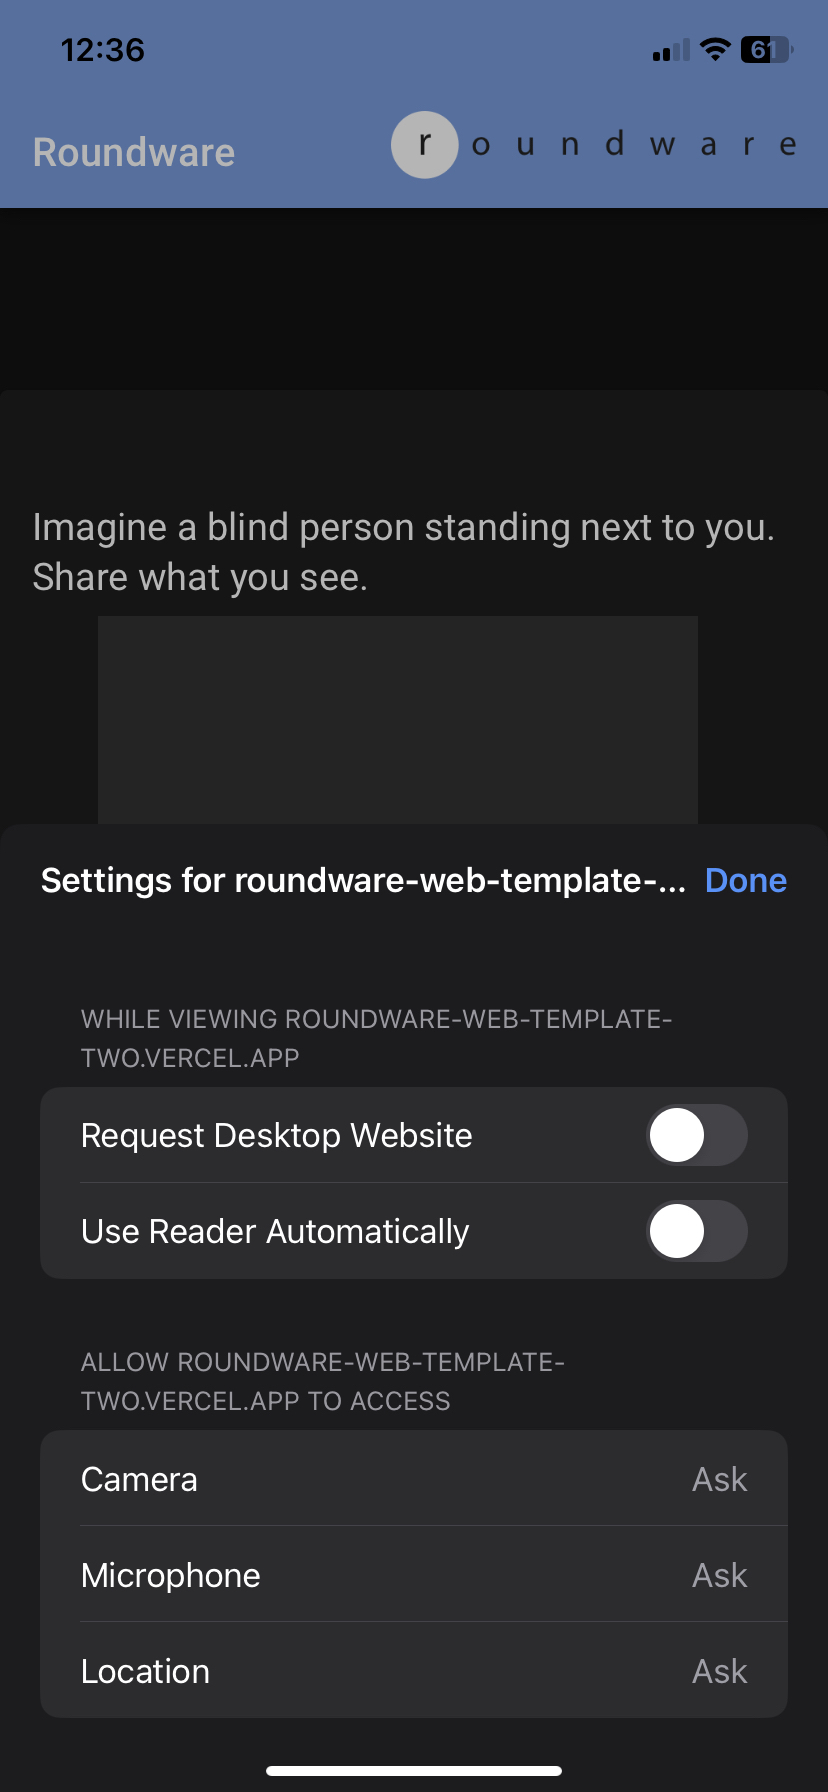 12:36
61
Roundware
r o u n d w a r e
Imagine a blind person standing next to you.
Share what you see.
Settings for roundware-web-template-...
Done
WHILE VIEWING ROUNDWARE-WEB-TEMPLATE-
TWO.VERCEL.APP
Request Desktop Website
Use Reader Automatically
ALLOW ROUNDWARE-WEB-TEMPLATE-
TWO.VERCEL.APP TO ACCESS
Camera Ask
Microphone Ask
Location Ask